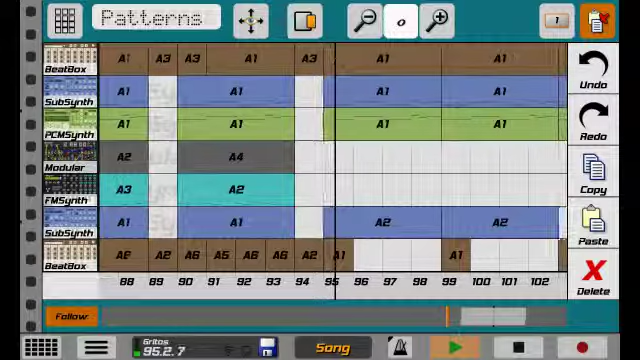 Patterns o 1
BeatBox A1 A3 A3 A1 A3 A1 A1
SubSynth A1 A1 A1 A1
PCMSynth A1 A1 A1 A1
Modular A2 A4
FMSynth A3 A2
SubSynth A1 A1 A2 A2
BeatBox A2 A2 A6 A5 A6 A6 A2 A1 A1
88 89 90 91 92 93 94 95 96 97 98 99 100 101 102
Undo
Redo
Copy
Paste
X
Delete
Follow
Gritos
95.2.7
Song